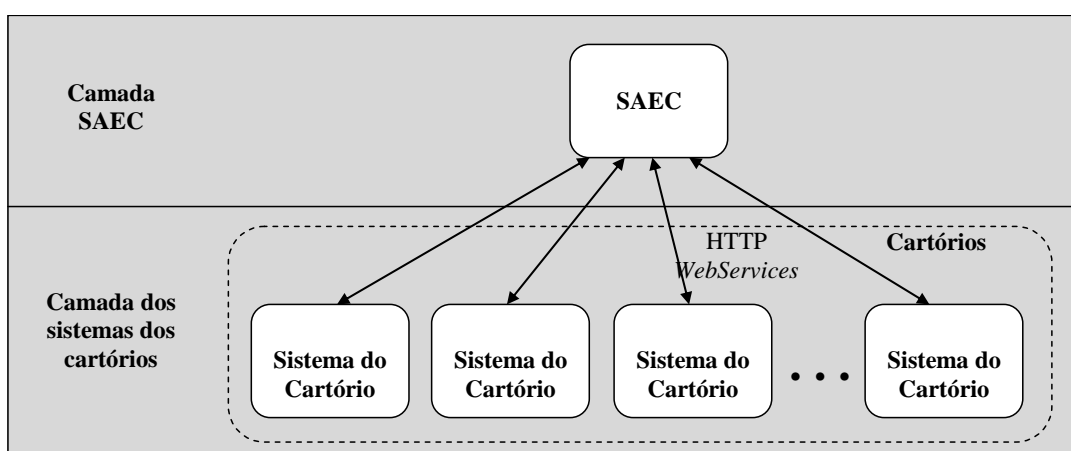 Camada
SAEC
SAEC
HTTP
WebServices
Cartórios
Camada dos
sistemas dos
cartórios
Sistema do
Cartório
Sistema do
Cartório
Sistema do
Cartório
• • •
Sistema do
Cartório